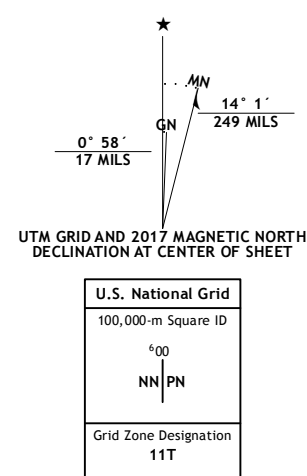 ★
MN
GN
14° 1´
249 MILS
0° 58´
17 MILS
UTM GRID AND 2017 MAGNETIC NORTH
DECLINATION AT CENTER OF SHEET
U.S. National Grid
100,000-m Square ID
⁶00
NN PN
Grid Zone Designation
11T